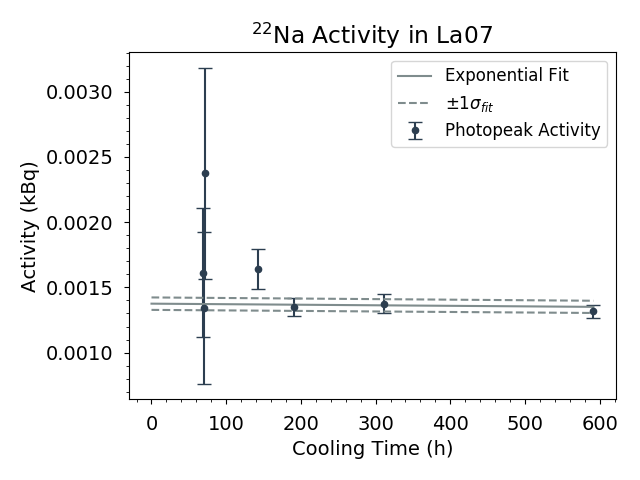 ²²Na Activity in La07
Exponential Fit
±1σ_fit
Photopeak Activity
Activity (kBq)
0.0030
0.0025
0.0020
0.0015
0.0010
0 100 200 300 400 500 600
Cooling Time (h)